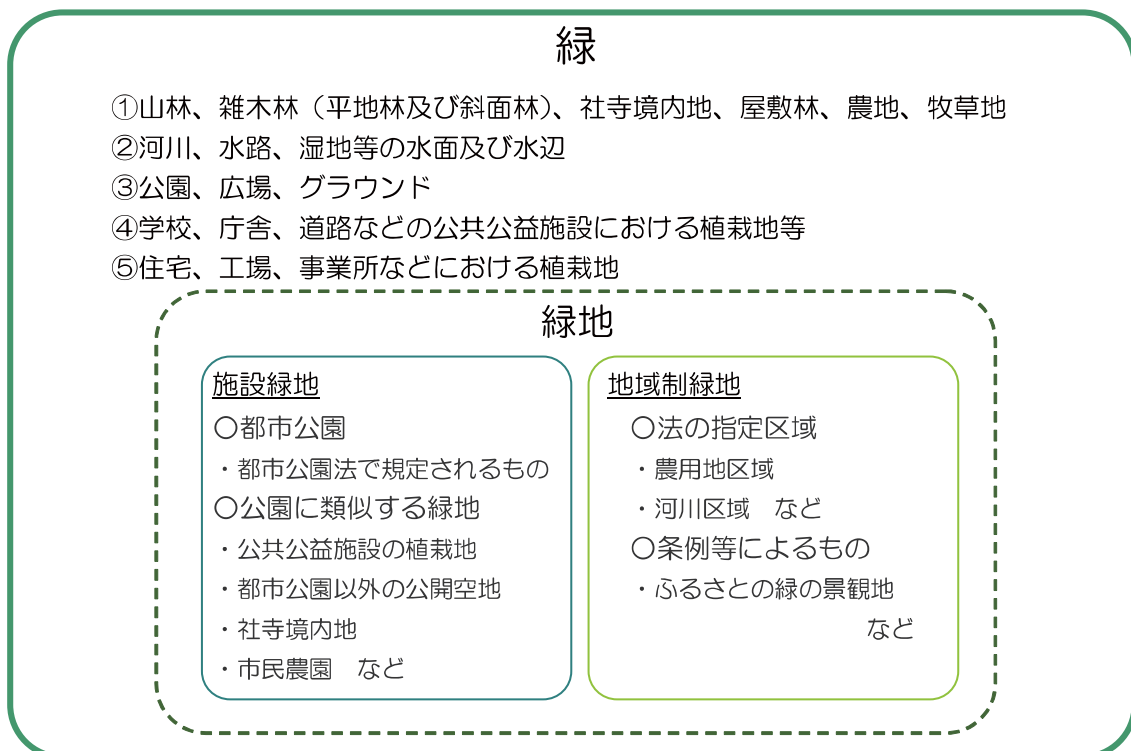 緑
①山林、雑木林（平地林及び斜面林）、社寺境内地、屋敷林、農地、牧草地
②河川、水路、湿地等の水面及び水辺
③公園、広場、グラウンド
④学校、庁舎、道路などの公共公益施設における植栽地等
⑤住宅、工場、事業所などにおける植栽地
緑地
施設緑地
〇都市公園
・都市公園法で規定されるもの
〇公園に類似する緑地
・公共公益施設の植栽地
・都市公園以外の公開空地
・社寺境内地
・市民農園　など
地域制緑地
〇法の指定区域
・農用地区域
・河川区域　など
〇条例等によるもの
・ふるさとの緑の景観地
など